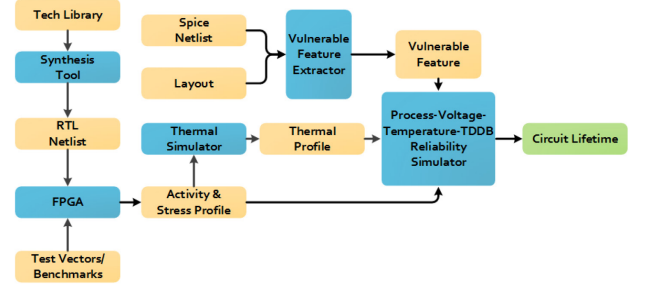 Tech Library
Synthesis
Tool
RTL
Netlist
FPGA
Test Vectors/
Benchmarks
Spice
Netlist
Layout
Vulnerable
Feature
Extractor
Vulnerable
Feature
Thermal
Simulator
Thermal
Profile
Activity &
Stress Profile
Process-Voltage-
Temperature-TDDB
Reliability
Simulator
Circuit Lifetime